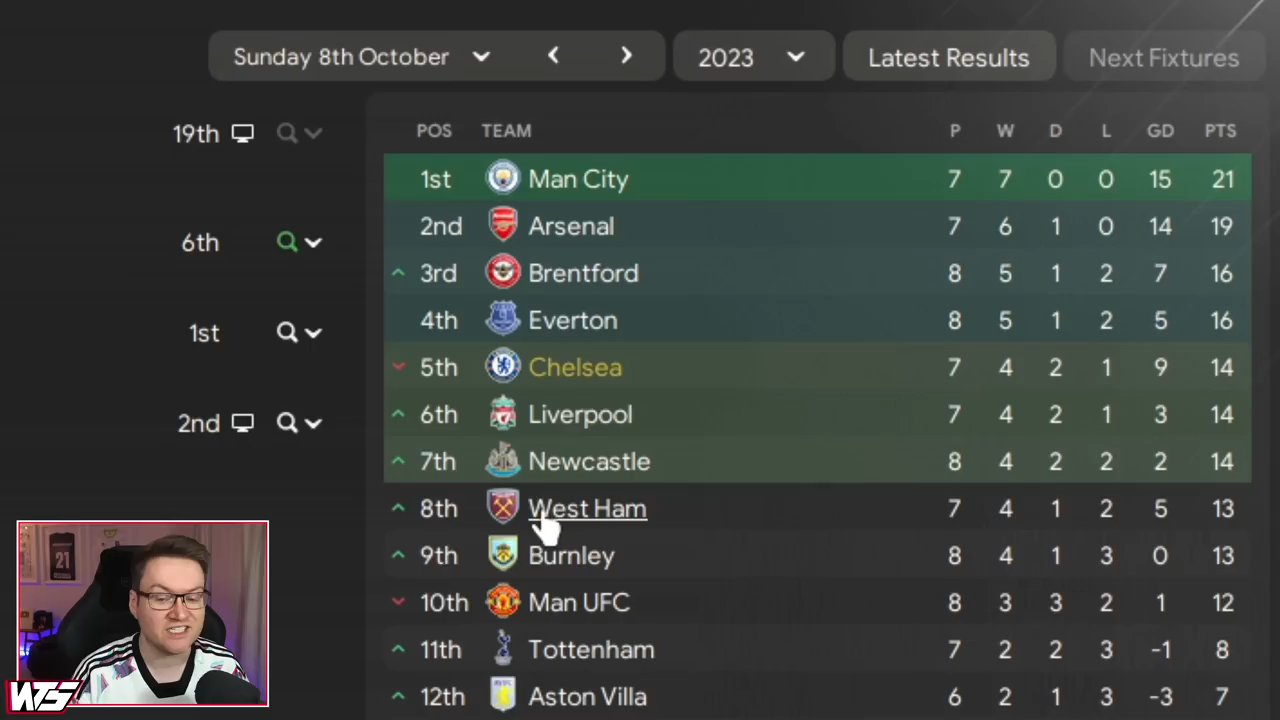 Sunday 8th October 2023 Latest Results Next Fixtures
19th
6th
1st
2nd
POS TEAM P W D L GD PTS
1st Man City 7 7 0 0 15 21
2nd Arsenal 7 6 1 0 14 19
3rd Brentford 8 5 1 2 7 16
4th Everton 8 5 1 2 5 16
5th Chelsea 7 4 2 1 9 14
6th Liverpool 7 4 2 1 3 14
7th Newcastle 8 4 2 2 2 14
8th West Ham 7 4 1 2 5 13
9th Burnley 8 4 1 3 0 13
10th Man UFC 8 3 3 2 1 12
11th Tottenham 7 2 2 3 -1 8
12th Aston Villa 6 2 1 3 -3 7
21
WTS